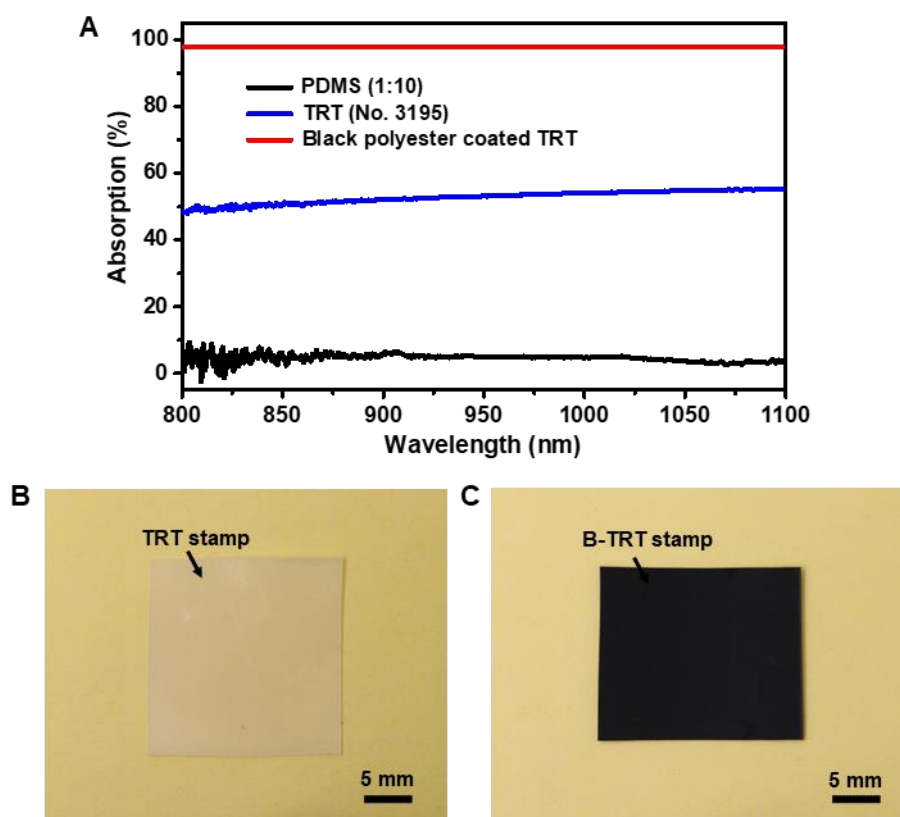 A
Absorption (%)
100
80
60
40
20
0
PDMS (1:10)
TRT (No. 3195)
Black polyester coated TRT
800 850 900 950 1000 1050 1100
Wavelength (nm)
B
TRT stamp
5 mm
C
B-TRT stamp
5 mm